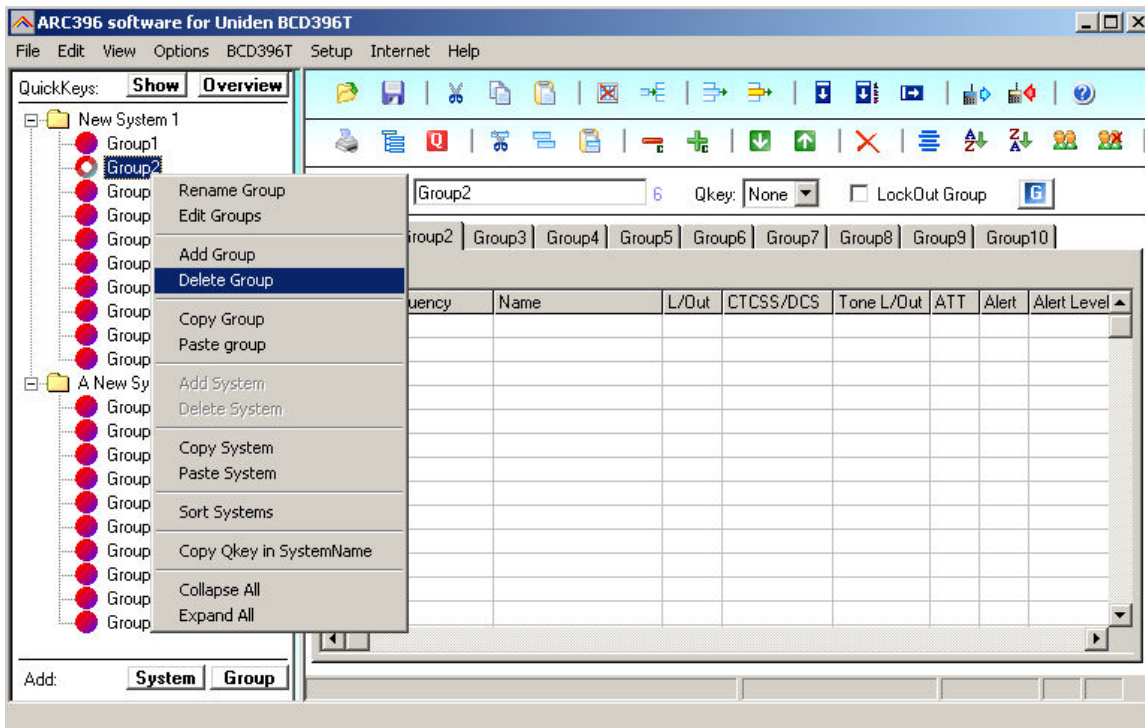 ARC396 software for Uniden BCD396T
File Edit View Options BCD396T Setup Internet Help
QuickKeys: Show Overview
New System 1
Group1
Group2
Group
Group
Group
Group
Group
Group
Group
Group
A New Sy
Group
Group
Group
Group
Group
Group
Group
Group
Group
Group
Add: System Group
Rename Group
Edit Groups
Add Group
Delete Group
Copy Group
Paste group
Add System
Delete System
Copy System
Paste System
Sort Systems
Copy Qkey in SystemName
Collapse All
Expand All
Q
A Z
Z A
Group2 6 Qkey: None LockOut Group G
roup2 Group3 Group4 Group5 Group6 Group7 Group8 Group9 Group10
uency Name L/Out CTCSS/DCS Tone L/Out ATT Alert Alert Level